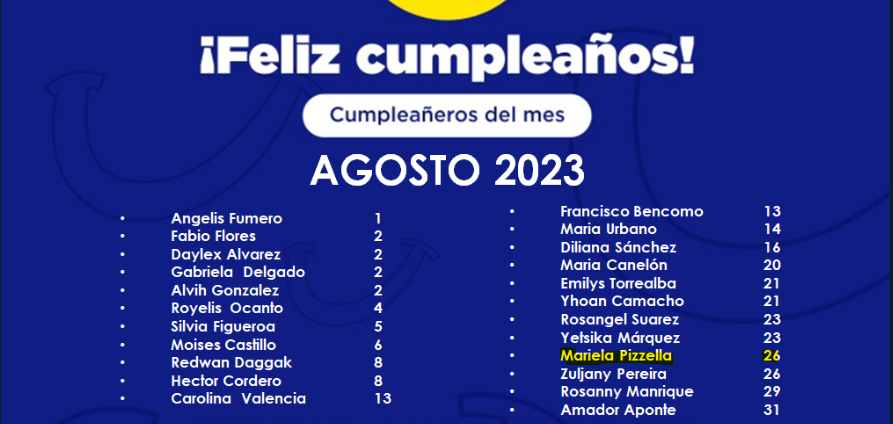 ¡Feliz cumpleaños!
Cumpleañeros del mes
AGOSTO 2023
• Angelis Fumero 1
• Fabio Flores 2
• Daylex Alvarez 2
• Gabriela Delgado 2
• Alvih Gonzalez 2
• Royelis Ocanto 4
• Silvia Figueroa 5
• Moises Castillo 6
• Redwan Daggak 8
• Hector Cordero 8
• Carolina Valencia 13
• Francisco Bencomo 13
• Maria Urbano 14
• Diliana Sánchez 16
• Maria Canelón 20
• Emilys Torrealba 21
• Yhoan Camacho 21
• Rosangel Suarez 23
• Yetsika Márquez 23
• Mariela Pizzella 26
• Zuljany Pereira 26
• Rosanny Manrique 29
• Amador Aponte 31